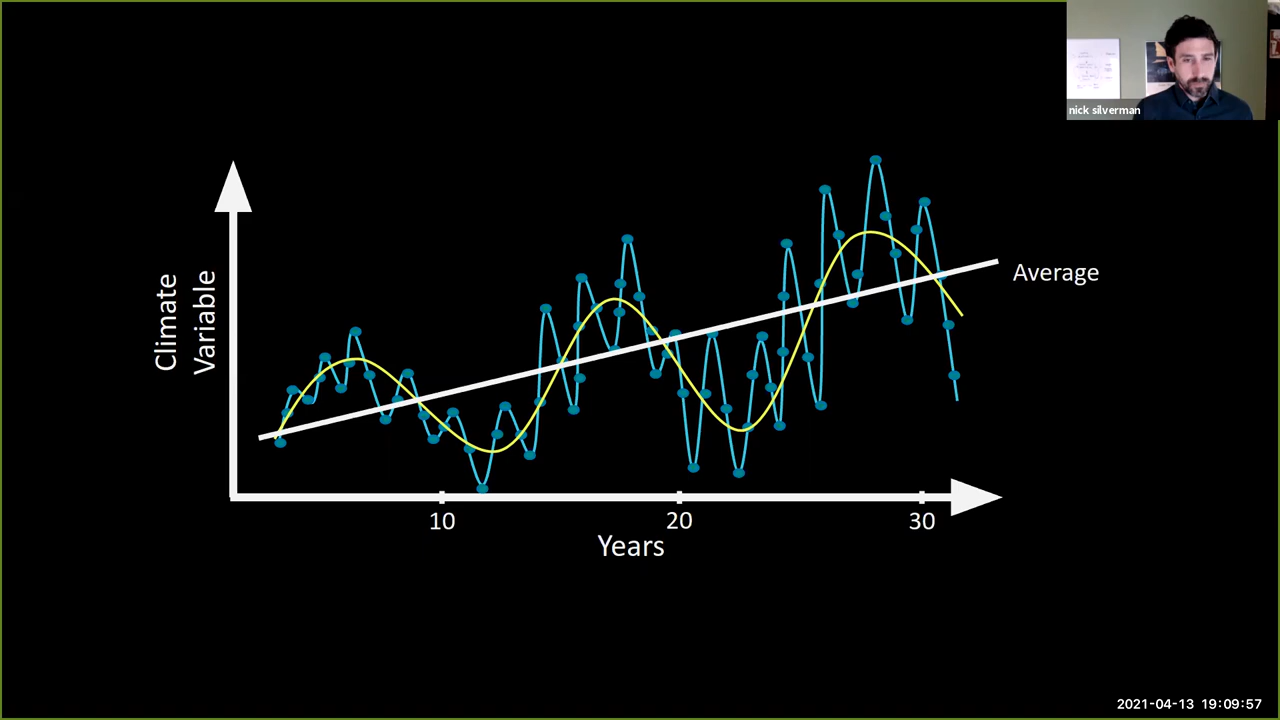 nick silverman
Climate
Variable
Average
10
20
30
Years
2021-04-13 19:09:57